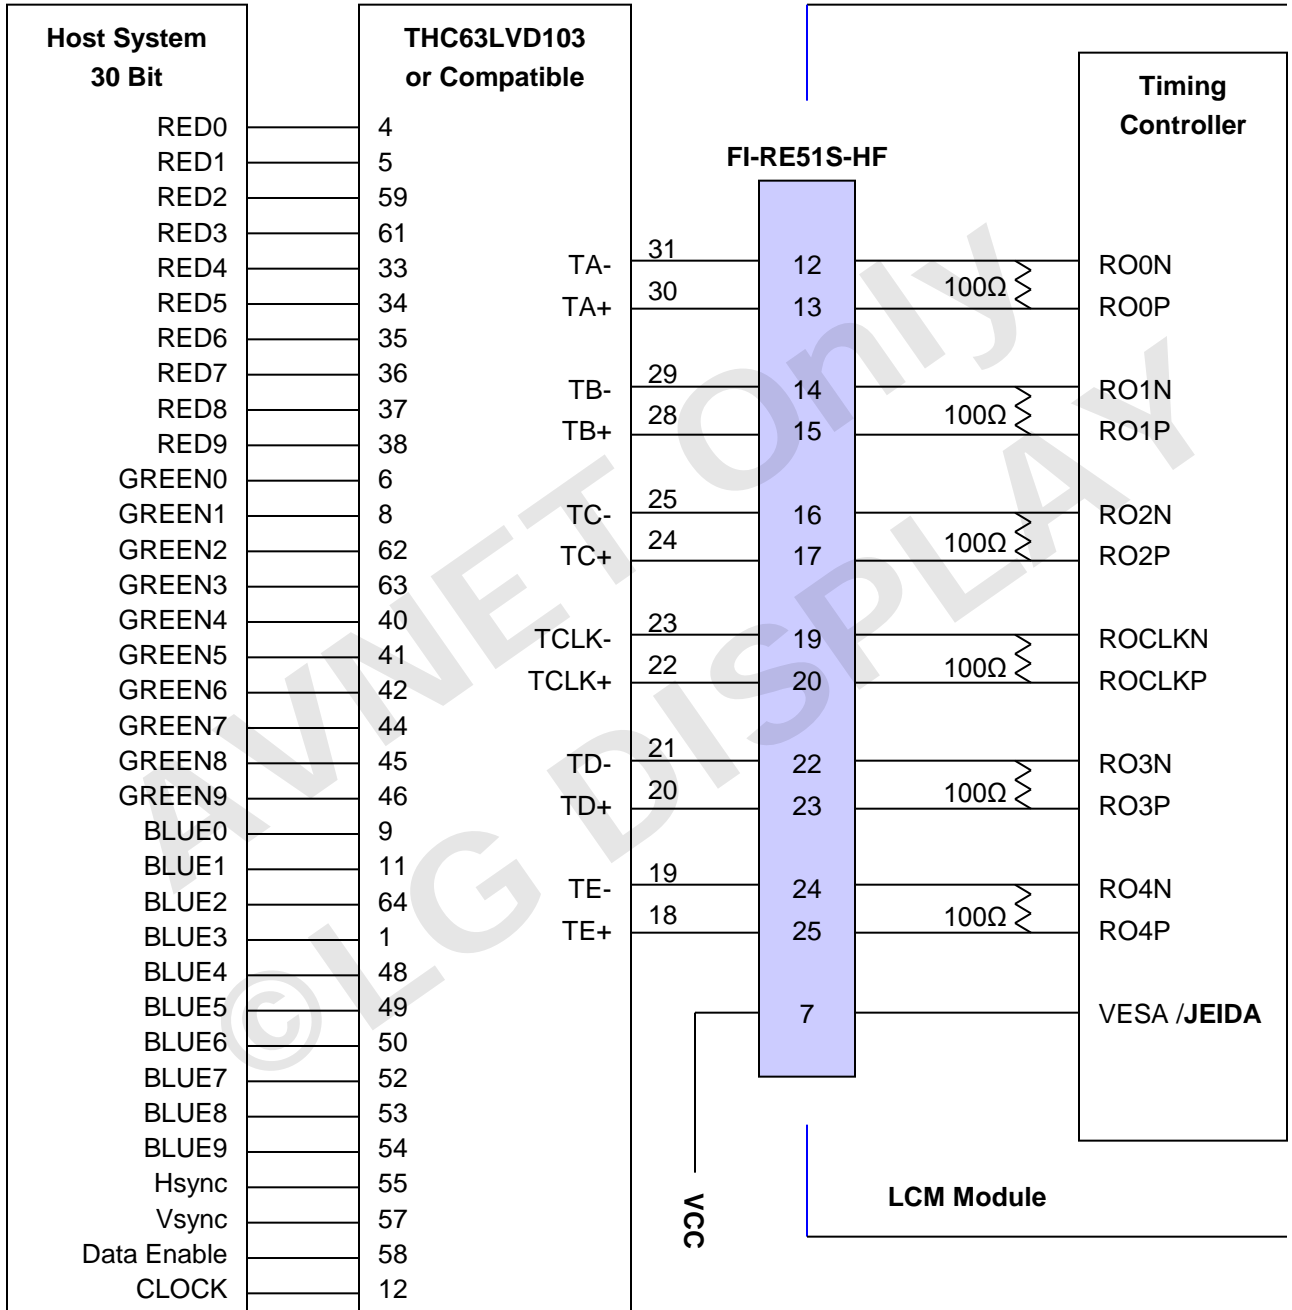 Host System
30 Bit
RED0
RED1
RED2
RED3
RED4
RED5
RED6
RED7
RED8
RED9
GREEN0
GREEN1
GREEN2
GREEN3
GREEN4
GREEN5
GREEN6
GREEN7
GREEN8
GREEN9
BLUE0
BLUE1
BLUE2
BLUE3
BLUE4
BLUE5
BLUE6
BLUE7
BLUE8
BLUE9
Hsync
Vsync
Data Enable
CLOCK
THC63LVD103
or Compatible
4
5
59
61
33
34
35
36
37
38
6
8
62
63
40
41
42
44
45
46
9
11
64
1
48
49
50
52
53
54
55
57
58
12
TA- 31
TA+ 30
TB- 29
TB+ 28
TC- 25
TC+ 24
TCLK- 23
TCLK+ 22
TD- 21
TD+ 20
TE- 19
TE+ 18
FI-RE51S-HF
12
13
14
15
16
17
19
20
22
23
24
25
7
VCC
100Ω
100Ω
100Ω
100Ω
100Ω
100Ω
Timing
Controller
RO0N
RO0P
RO1N
RO1P
RO2N
RO2P
ROCLKN
ROCLKP
RO3N
RO3P
RO4N
RO4P
VESA /JEIDA
LCM Module
AVNET Only
©LG DISPLAY